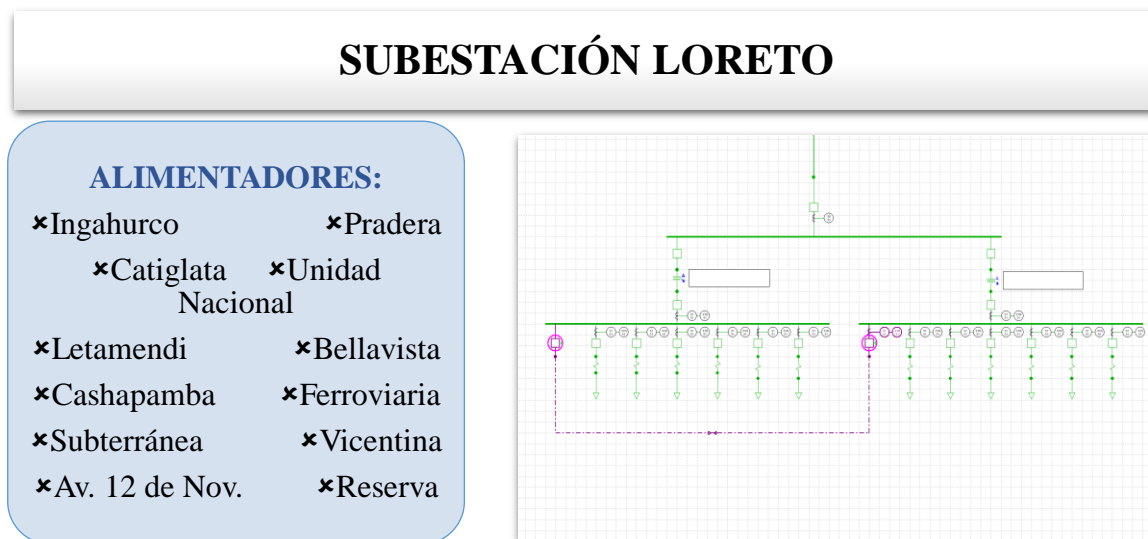 SUBESTACIÓN LORETO
ALIMENTADORES:
×Ingahurco ×Pradera
×Catiglata ×Unidad
Nacional
×Letamendi ×Bellavista
×Cashapamba ×Ferroviaria
×Subterránea ×Vicentina
×Av. 12 de Nov. ×Reserva